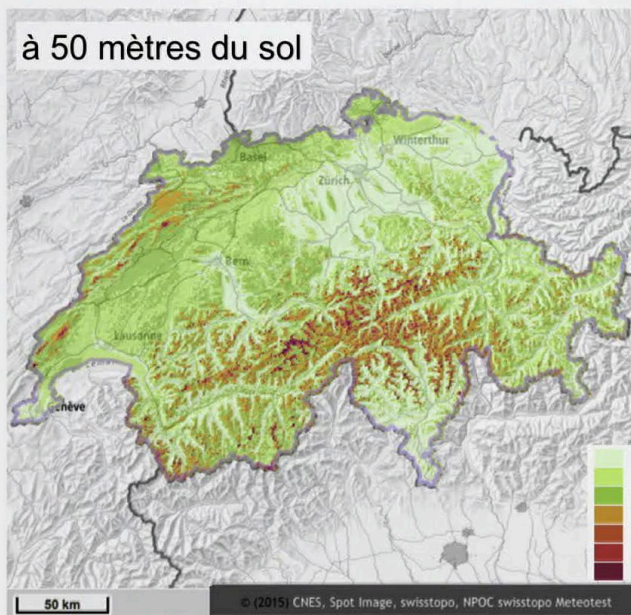 à 50 mètres du sol
Basel
Winterthur
Zürich
Bern
Lausanne
nève
50 km
© (2015) CNES, Spot Image, swisstopo, NPOC swisstopo Meteotest